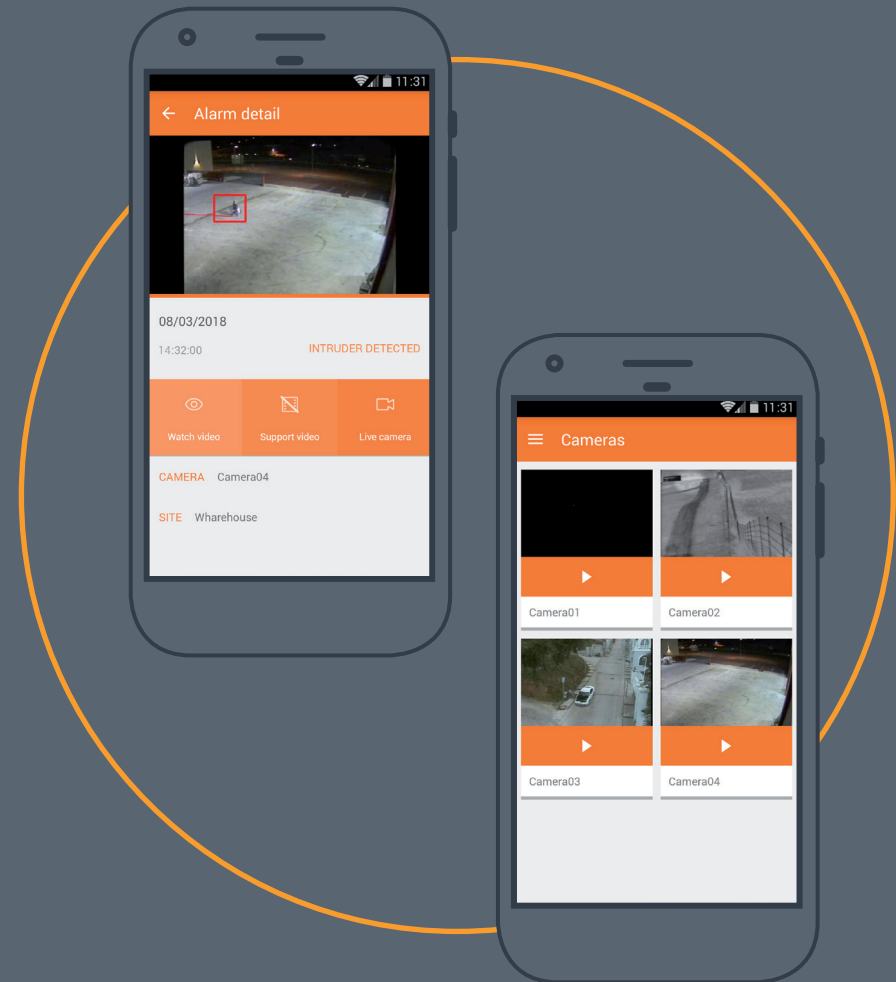 11:31
Alarm detail
08/03/2018
14:32:00 INTRUDER DETECTED
Watch video Support video Live camera
CAMERA Camera04
SITE Wharehouse
11:31
Cameras
Camera01 Camera02
Camera03 Camera04